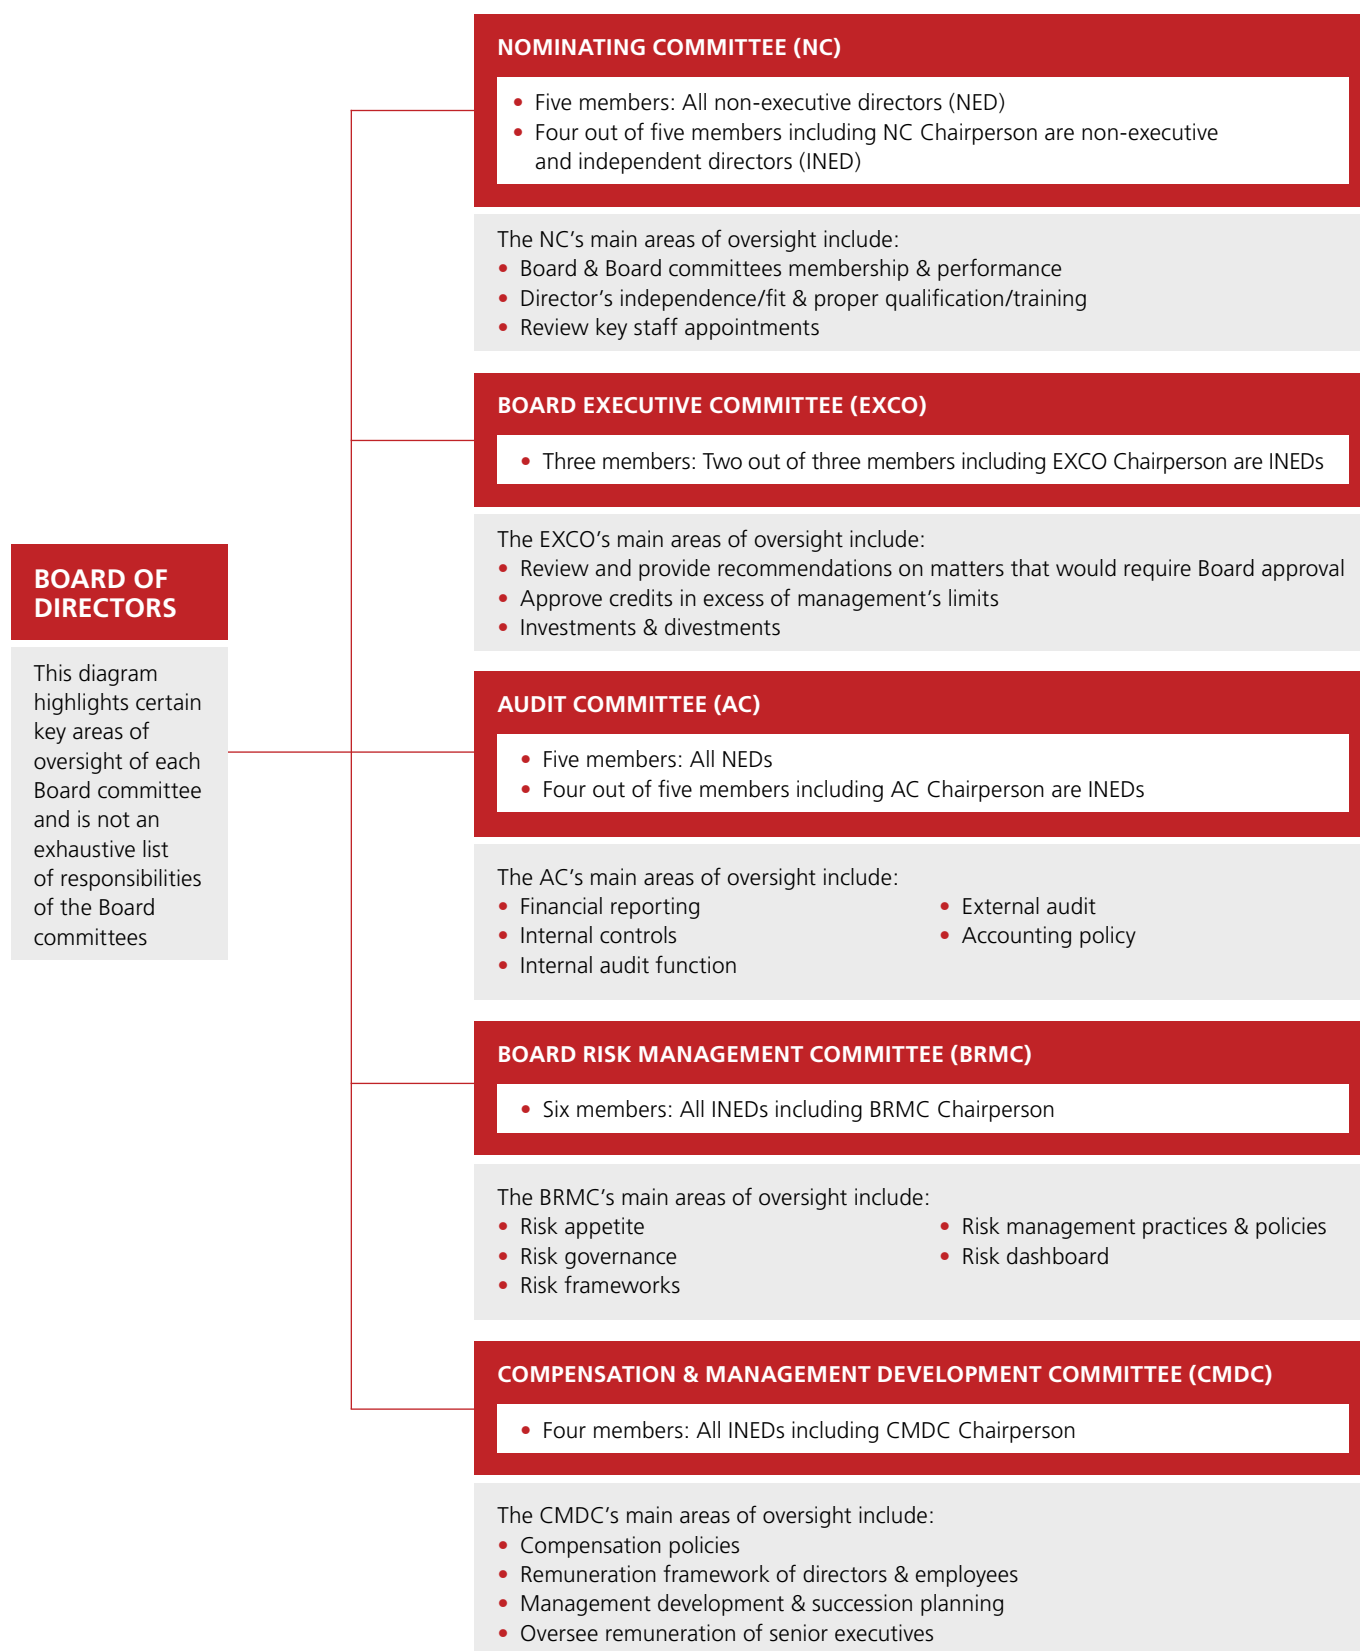 BOARD OF
DIRECTORS
This diagram
highlights certain
key areas of
oversight of each
Board committee
and is not an
exhaustive list
of responsibilities
of the Board
committees
NOMINATING COMMITTEE (NC)
• Five members: All non-executive directors (NED)
• Four out of five members including NC Chairperson are non-executive
and independent directors (INED)
The NC’s main areas of oversight include:
• Board & Board committees membership & performance
• Director’s independence/fit & proper qualification/training
• Review key staff appointments
BOARD EXECUTIVE COMMITTEE (EXCO)
• Three members: Two out of three members including EXCO Chairperson are INEDs
The EXCO’s main areas of oversight include:
• Review and provide recommendations on matters that would require Board approval
• Approve credits in excess of management’s limits
• Investments & divestments
AUDIT COMMITTEE (AC)
• Five members: All NEDs
• Four out of five members including AC Chairperson are INEDs
The AC’s main areas of oversight include:
• Financial reporting
• Internal controls
• Internal audit function
• External audit
• Accounting policy
BOARD RISK MANAGEMENT COMMITTEE (BRMC)
• Six members: All INEDs including BRMC Chairperson
The BRMC’s main areas of oversight include:
• Risk appetite
• Risk governance
• Risk frameworks
• Risk management practices & policies
• Risk dashboard
COMPENSATION & MANAGEMENT DEVELOPMENT COMMITTEE (CMDC)
• Four members: All INEDs including CMDC Chairperson
The CMDC’s main areas of oversight include:
• Compensation policies
• Remuneration framework of directors & employees
• Management development & succession planning
• Oversee remuneration of senior executives